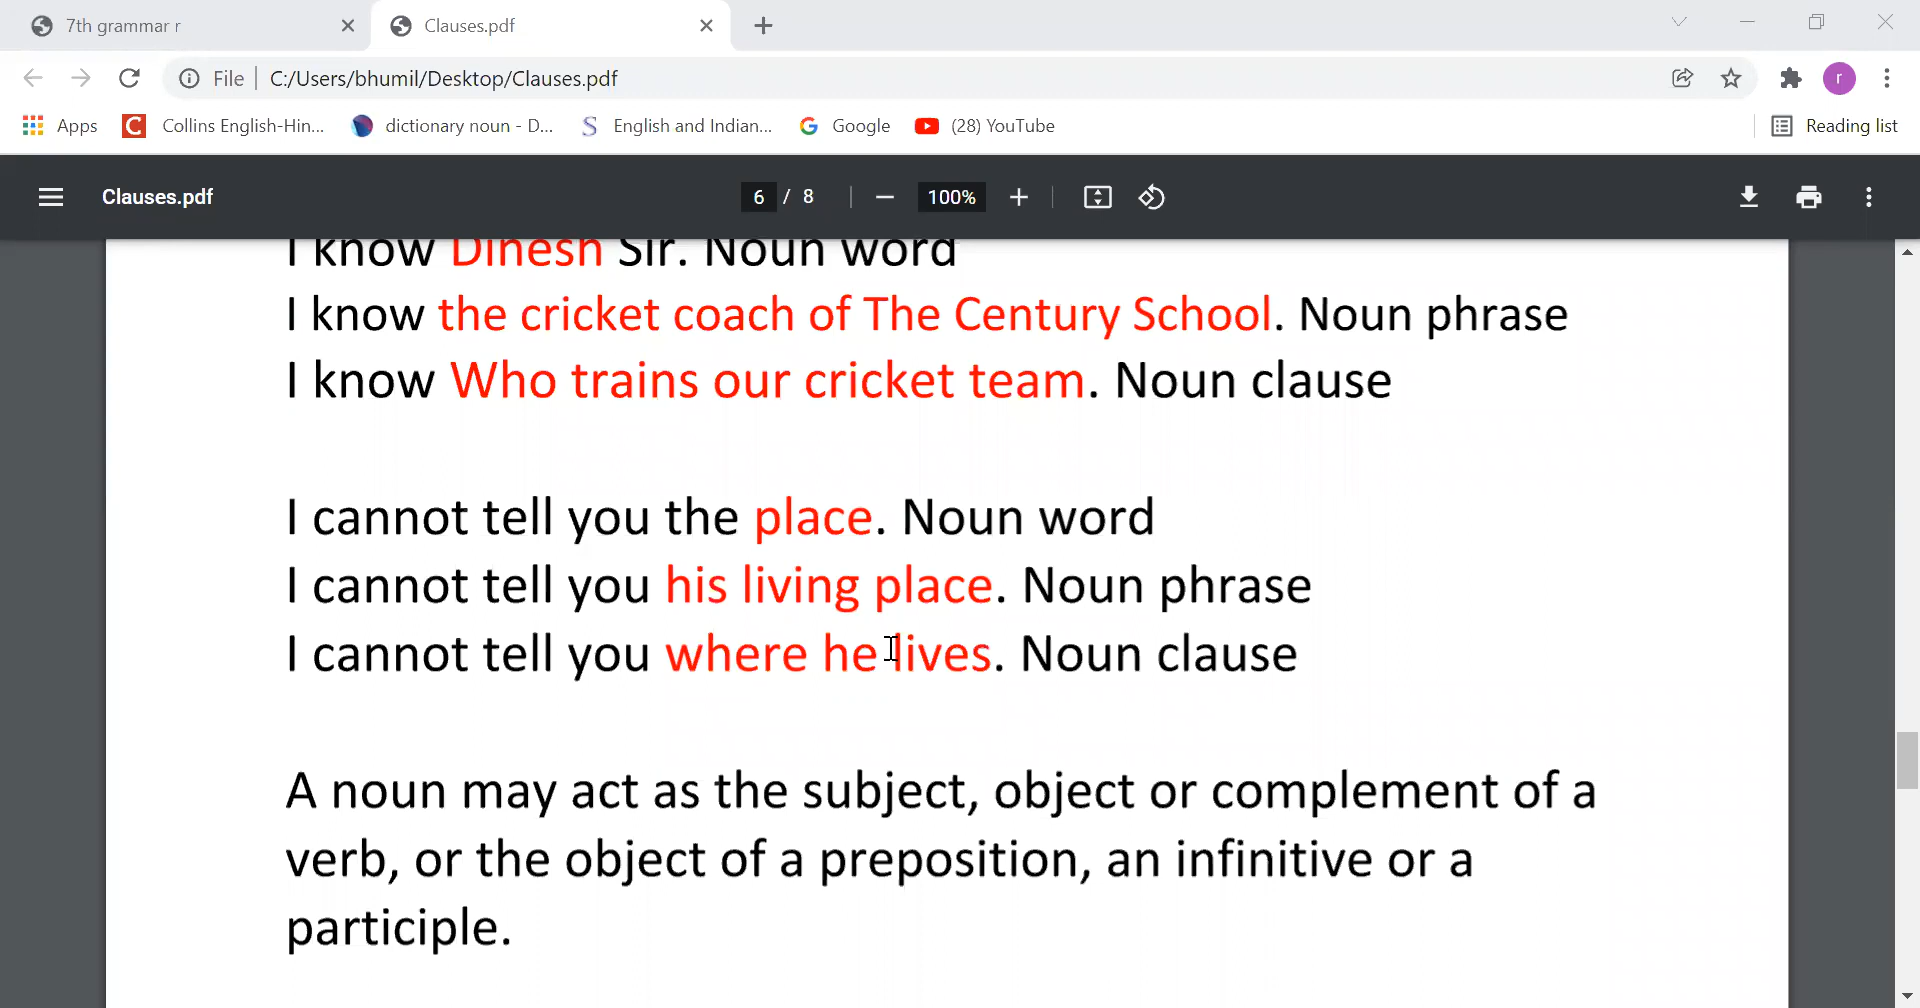 7th grammar r
Clauses.pdf
File C:/Users/bhumil/Desktop/Clauses.pdf
r
Apps Collins English-Hin... dictionary noun - D... English and Indian... Google (28) YouTube Reading list
Clauses.pdf 6 / 8 100%
I know Dinesh Sir. Noun word
I know the cricket coach of The Century School. Noun phrase
I know Who trains our cricket team. Noun clause
I cannot tell you the place. Noun word
I cannot tell you his living place. Noun phrase
I cannot tell you where he lives. Noun clause
A noun may act as the subject, object or complement of a
verb, or the object of a preposition, an infinitive or a
participle.